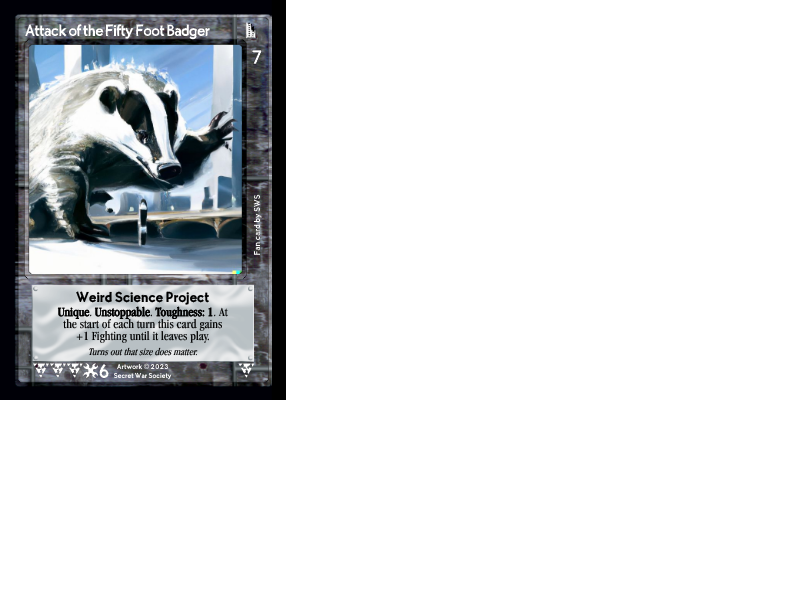 Attack of the Fifty Foot Badger
7
Fan card by SWS
Weird Science Project
Unique. Unstoppable. Toughness: 1. At
the start of each turn this card gains
+1 Fighting until it leaves play.
Turns out that size does matter.
6
Artwork © 2023
Secret War Society